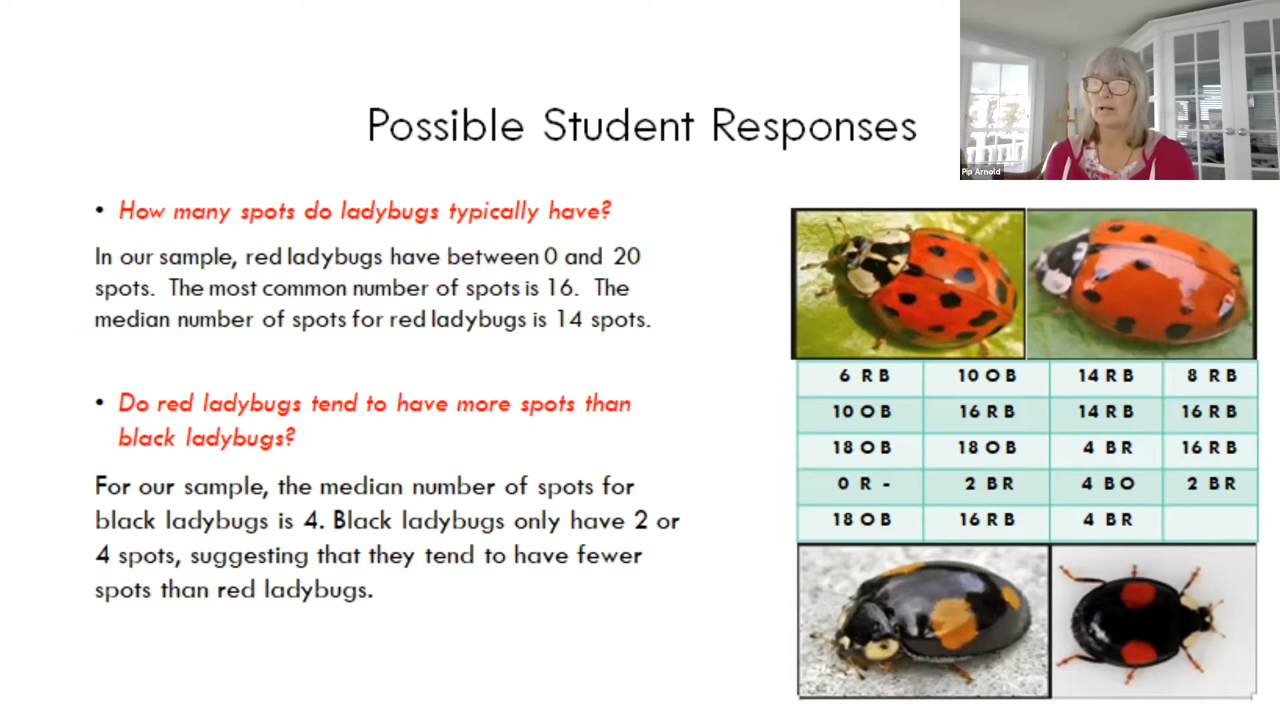 Possible Student Responses
Pip Arnold
• How many spots do ladybugs typically have?
In our sample, red ladybugs have between 0 and 20
spots. The most common number of spots is 16. The
median number of spots for red ladybugs is 14 spots.
• Do red ladybugs tend to have more spots than
black ladybugs?
For our sample, the median number of spots for
black ladybugs is 4. Black ladybugs only have 2 or
4 spots, suggesting that they tend to have fewer
spots than red ladybugs.
6 R B 10 O B 14 R B 8 R B
10 O B 16 R B 14 R B 16 R B
18 O B 18 O B 4 B R 16 R B
0 R - 2 B R 4 B O 2 B R
18 O B 16 R B 4 B R